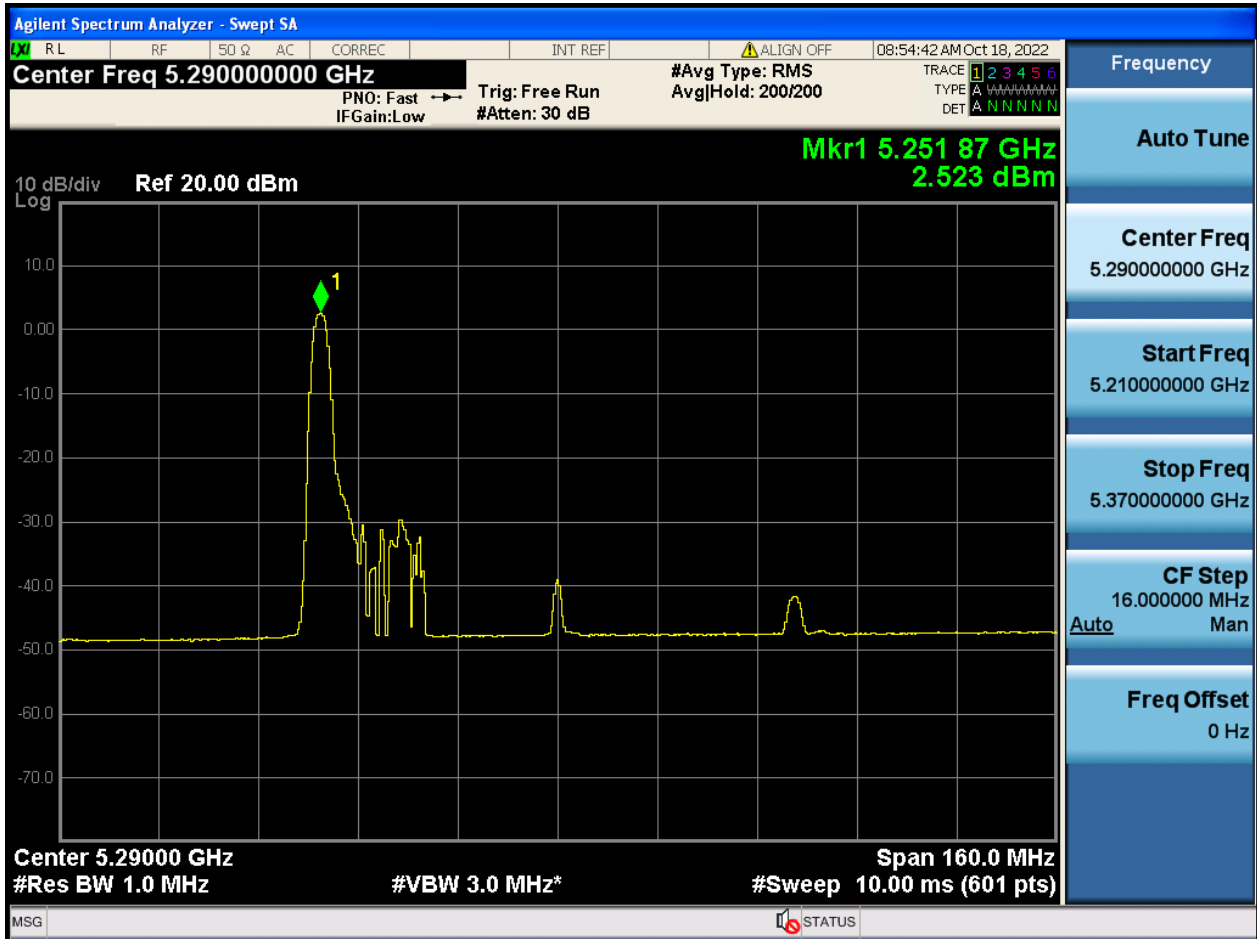 Agilent Spectrum Analyzer - Swept SA
LXI RL RF 50 Ω AC CORREC INT REF ALIGN OFF 08:54:42 AM Oct 18, 2022
Center Freq 5.290000000 GHz
PNO: Fast
IFGain:Low
Trig: Free Run
#Atten: 30 dB
#Avg Type: RMS
Avg|Hold: 200/200
TRACE 1 2 3 4 5 6
TYPE A WWWWW
DET A N N N N N
Mkr1 5.251 87 GHz
2.523 dBm
10 dB/div Ref 20.00 dBm
Log
10.0
0.00
-10.0
-20.0
-30.0
-40.0
-50.0
-60.0
-70.0
1
Center 5.29000 GHz Span 160.0 MHz
#Res BW 1.0 MHz #VBW 3.0 MHz* #Sweep 10.00 ms (601 pts)
MSG STATUS
Frequency
Auto Tune
Center Freq
5.290000000 GHz
Start Freq
5.210000000 GHz
Stop Freq
5.370000000 GHz
CF Step
16.000000 MHz
Auto Man
Freq Offset
0 Hz